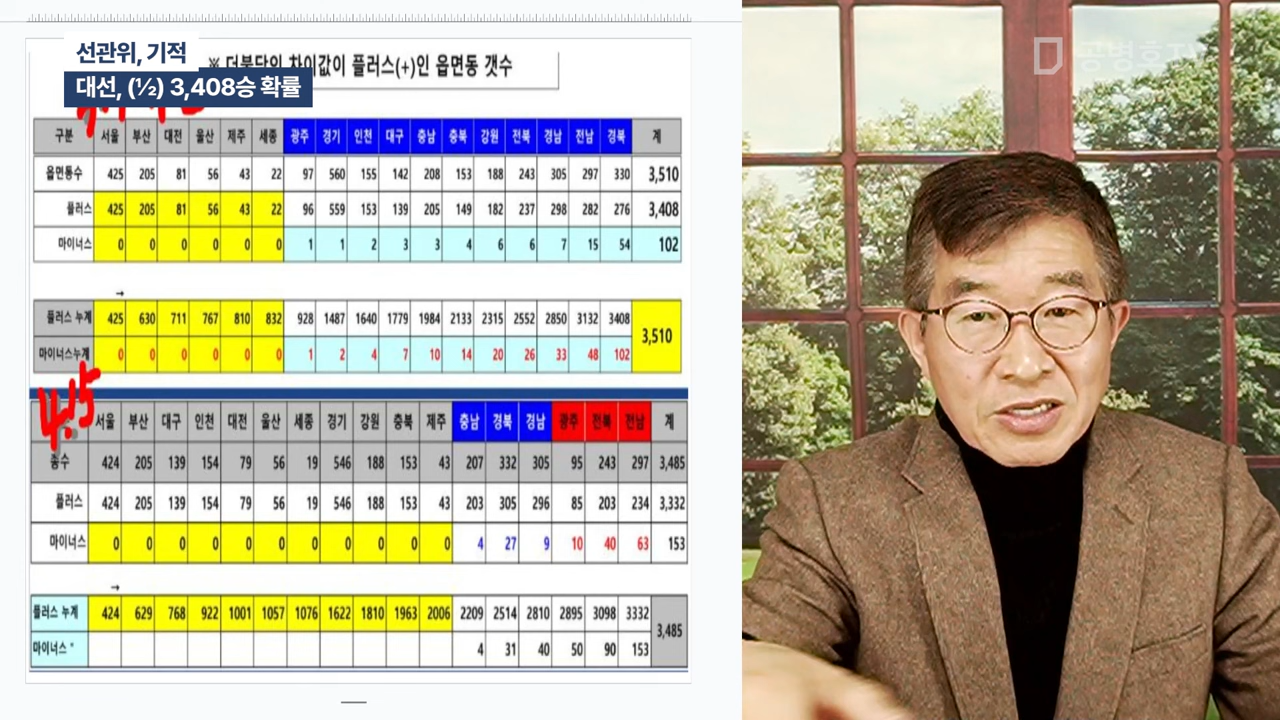 선관위, 기적
대선, (½) 3,408승 확률
※ 더불당의 차이값이 플러스(+)인 읍면동 갯수
공병호TV
구분 서울 부산 대전 울산 제주 세종 광주 경기 인천 대구 충남 충북 강원 전북 경남 전남 경북 계
읍면동수 425 205 81 56 43 22 97 560 155 142 208 153 188 243 305 297 330 3,510
플러스 425 205 81 56 43 22 96 559 153 139 205 149 182 237 298 282 276 3,408
마이너스 0 0 0 0 0 0 1 1 2 3 3 4 6 6 7 15 54 102
→
플러스 누계 425 630 711 767 810 832 928 1487 1640 1779 1984 2133 2315 2552 2850 3132 3408 3,510
마이너스누계 0 0 0 0 0 0 1 2 4 7 10 14 20 26 33 48 102
4.15
서울 부산 대구 인천 대전 울산 세종 경기 강원 충북 제주 충남 경북 경남 광주 전북 전남 계
총수 424 205 139 154 79 56 19 546 188 153 43 207 332 305 95 243 297 3,485
플러스 424 205 139 154 79 56 19 546 188 153 43 203 305 296 85 203 234 3,332
마이너스 0 0 0 0 0 0 0 0 0 0 0 4 27 9 10 40 63 153
→
플러스 누계 424 629 768 922 1001 1057 1076 1622 1810 1963 2006 2209 2514 2810 2895 3098 3332 3,485
마이너스 " 4 31 40 50 90 153